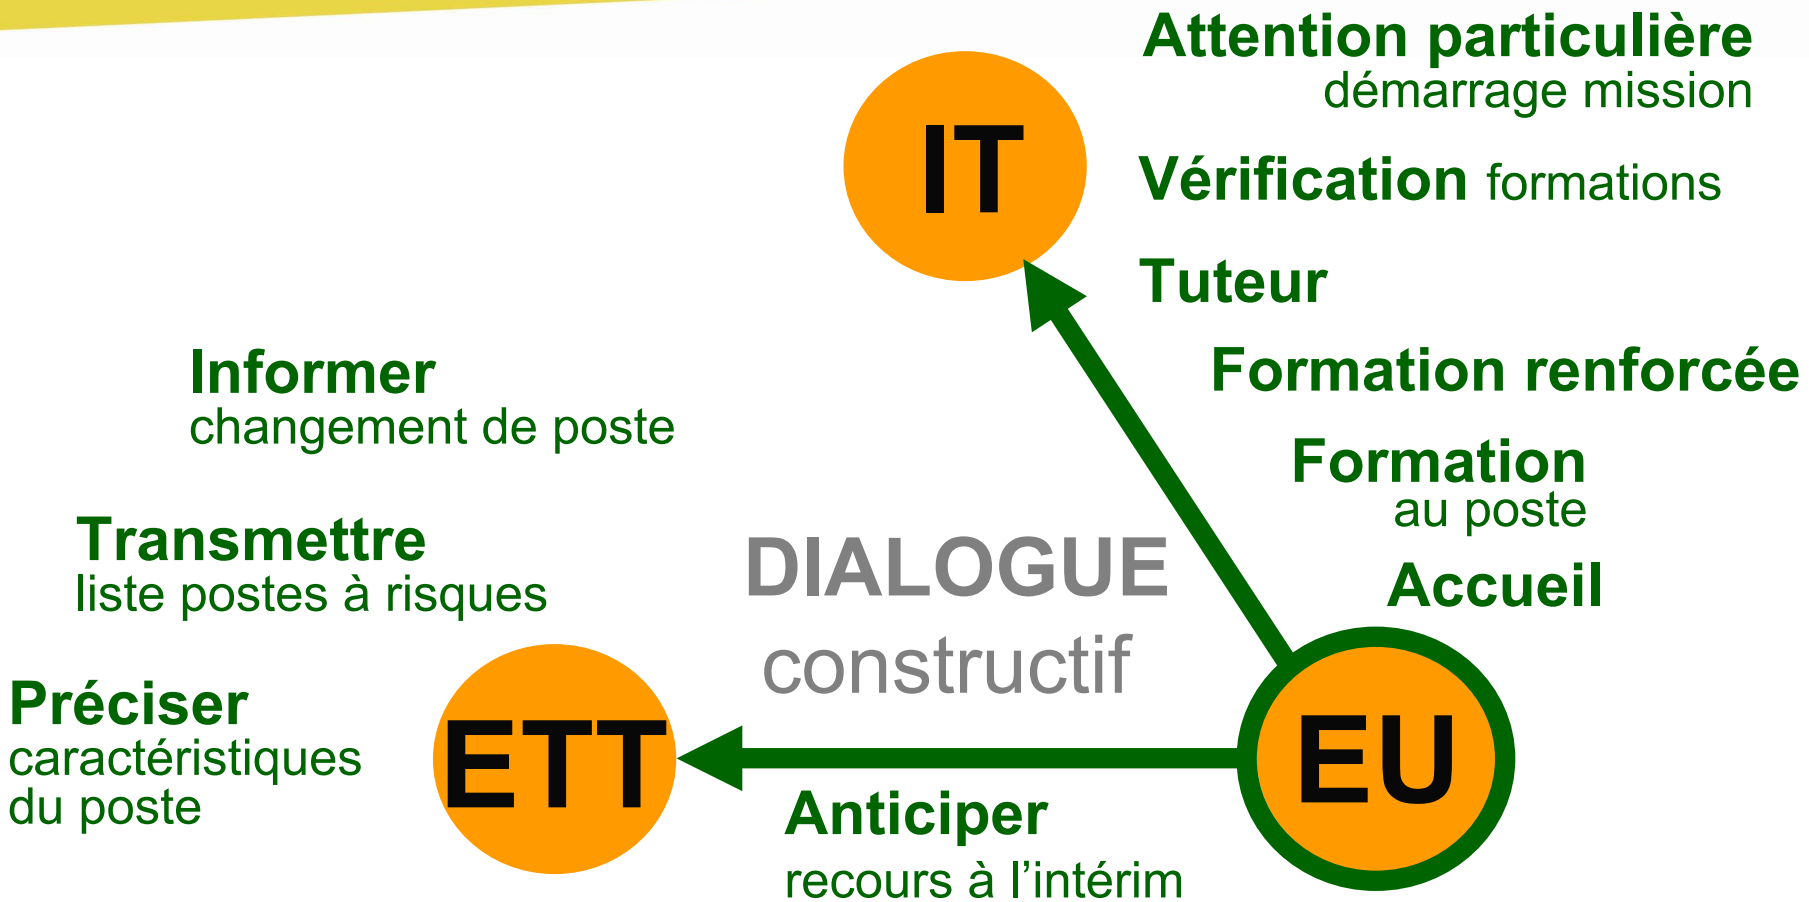 Attention particulière
démarrage mission
IT
Vérification formations
Tuteur
Informer
changement de poste
Formation renforcée
Formation
au poste
Transmettre
liste postes à risques
DIALOGUE
constructif
Accueil
Préciser
caractéristiques
du poste
ETT
EU
Anticiper
recours à l’intérim